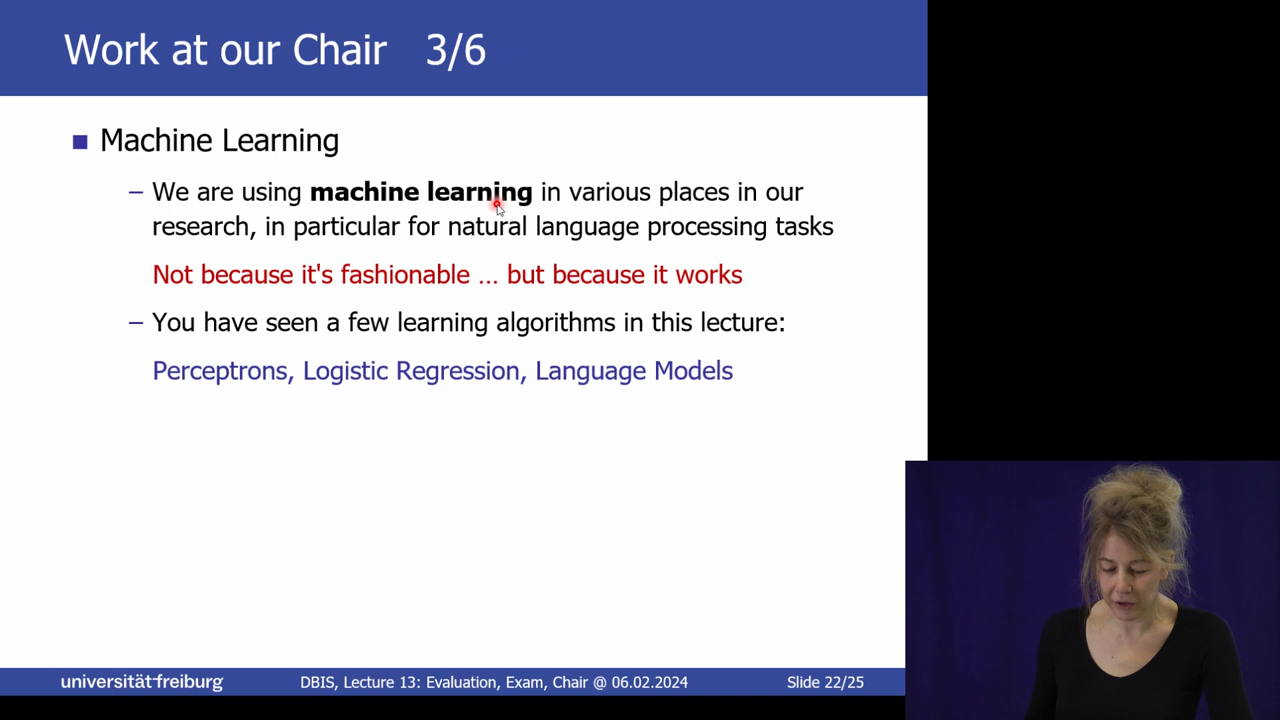 Work at our Chair 3/6
Machine Learning
– We are using machine learning in various places in our
research, in particular for natural language processing tasks
Not because it's fashionable … but because it works
– You have seen a few learning algorithms in this lecture:
Perceptrons, Logistic Regression, Language Models
universität freiburg
DBIS, Lecture 13: Evaluation, Exam, Chair @ 06.02.2024
Slide 22/25